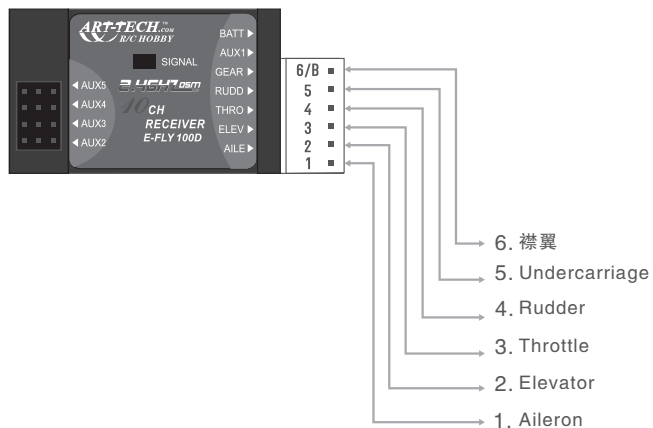 ART-TECH.COM™
R/C HOBBY
SIGNAL
2.4GHZ DSM
10 CH
RECEIVER
E-FLY 100D
AUX5
AUX4
AUX3
AUX2
BATT
AUX1
GEAR
RUDD
THRO
ELEV
AILE
6/B
5
4
3
2
1
6. 襟翼
5. Undercarriage
4. Rudder
3. Throttle
2. Elevator
1. Aileron